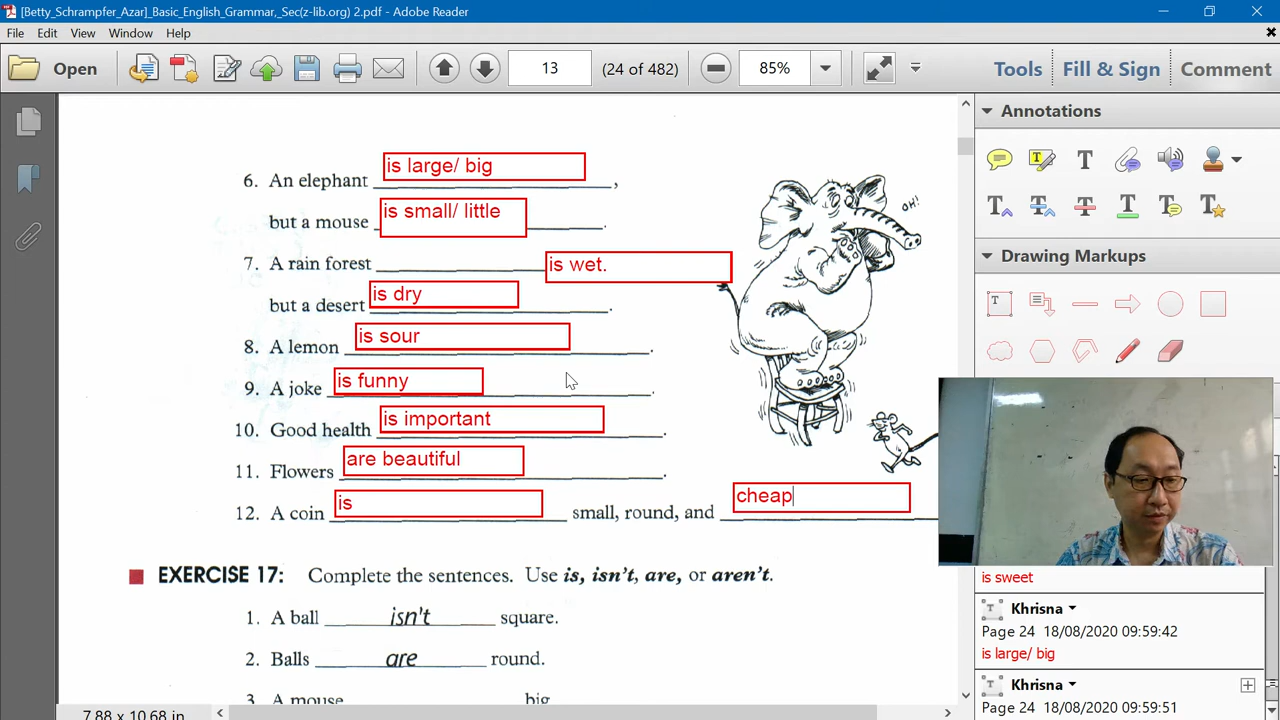 [Betty_Schrampfer_Azar]_Basic_English_Grammar,_Sec(z-lib.org) 2.pdf - Adobe Reader
File Edit View Window Help
Open 13 (24 of 482) 85% Tools Fill & Sign Comment
6. An elephant is large/ big ,
but a mouse is small/ little .
7. A rain forest is wet.
but a desert is dry .
8. A lemon is sour .
9. A joke is funny .
10. Good health is important .
11. Flowers are beautiful .
12. A coin is small, round, and cheap
OH!
EXERCISE 17: Complete the sentences. Use is, isn't, are, or aren't.
1. A ball isn't square.
2. Balls are round.
3. A mouse big.
7.88 x 10.68 in
Annotations
Drawing Markups
is sweet
Khrisna
Page 24 18/08/2020 09:59:42
is large/ big
Khrisna
Page 24 18/08/2020 09:59:51